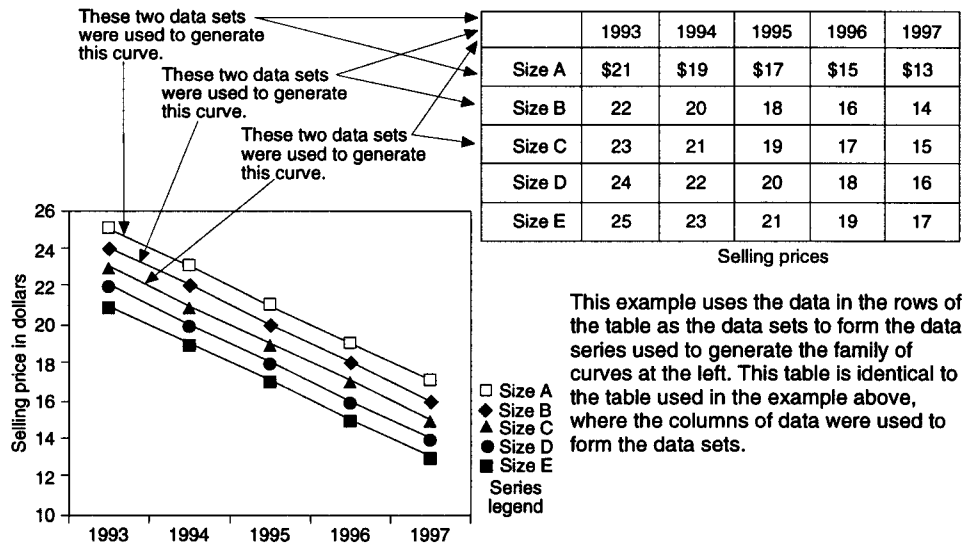 These two data sets
were used to generate
this curve.
These two data sets
were used to generate
this curve.
These two data sets
were used to generate
this curve.
1993 1994 1995 1996 1997
Size A $21 $19 $17 $15 $13
Size B 22 20 18 16 14
Size C 23 21 19 17 15
Size D 24 22 20 18 16
Size E 25 23 21 19 17
Selling prices
Selling price in dollars
26
24
22
20
18
16
14
12
10
1993 1994 1995 1996 1997
Size A
Size B
Size C
Size D
Size E
Series
legend
This example uses the data in the rows of
the table as the data sets to form the data
series used to generate the family of
curves at the left. This table is identical to
the table used in the example above,
where the columns of data were used to
form the data sets.